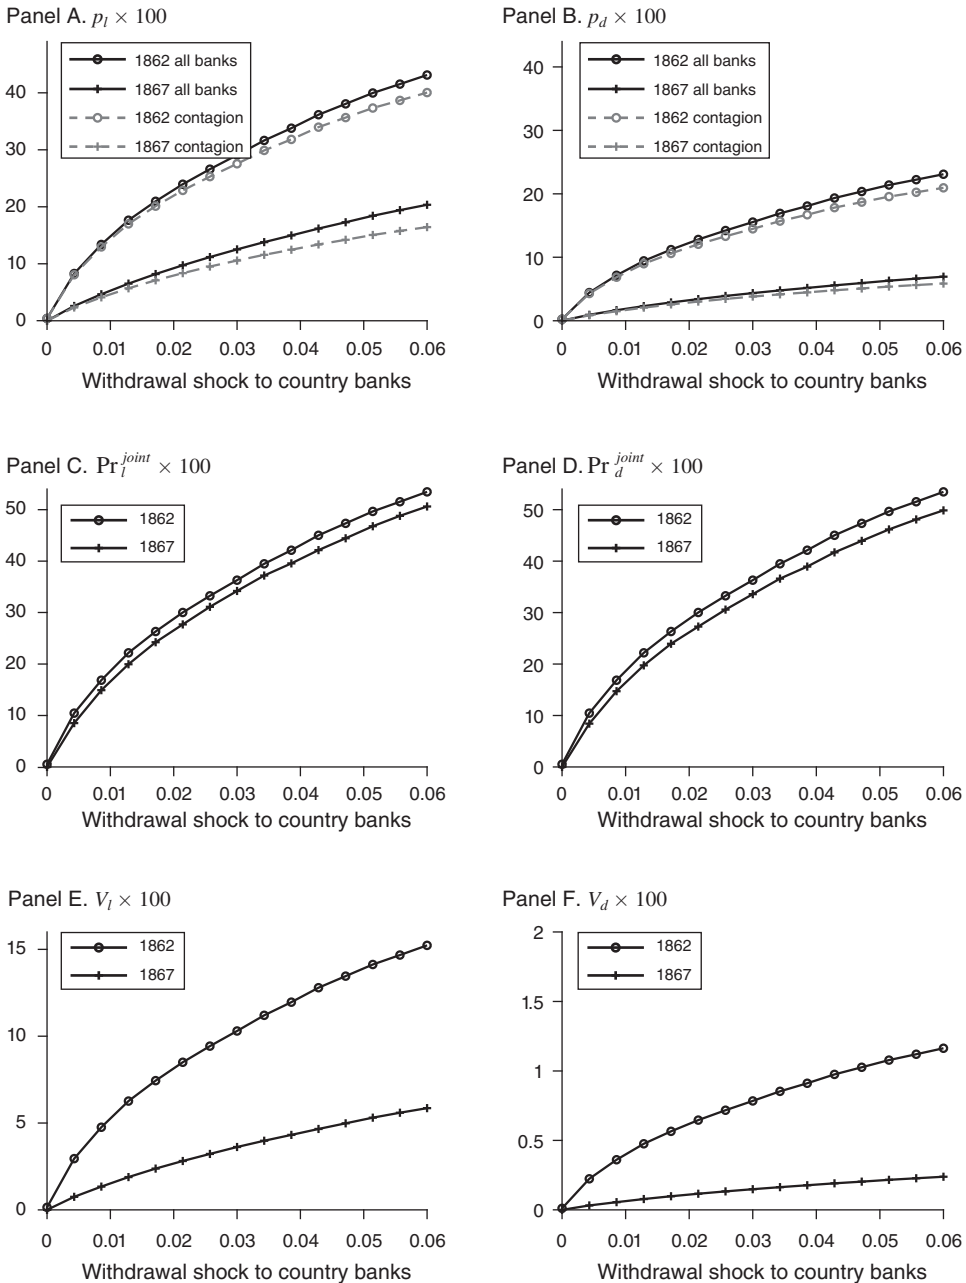 Panel A. p_l × 100
40
30
20
10
0
1862 all banks
1867 all banks
1862 contagion
1867 contagion
0 0.01 0.02 0.03 0.04 0.05 0.06
Withdrawal shock to country banks
Panel B. p_d × 100
40
30
20
10
0
1862 all banks
1867 all banks
1862 contagion
1867 contagion
0 0.01 0.02 0.03 0.04 0.05 0.06
Withdrawal shock to country banks
Panel C. Pr_l^joint × 100
50
40
30
20
10
0
1862
1867
0 0.01 0.02 0.03 0.04 0.05 0.06
Withdrawal shock to country banks
Panel D. Pr_d^joint × 100
50
40
30
20
10
0
1862
1867
0 0.01 0.02 0.03 0.04 0.05 0.06
Withdrawal shock to country banks
Panel E. V_l × 100
15
10
5
0
1862
1867
0 0.01 0.02 0.03 0.04 0.05 0.06
Withdrawal shock to country banks
Panel F. V_d × 100
2
1.5
1
0.5
0
1862
1867
0 0.01 0.02 0.03 0.04 0.05 0.06
Withdrawal shock to country banks